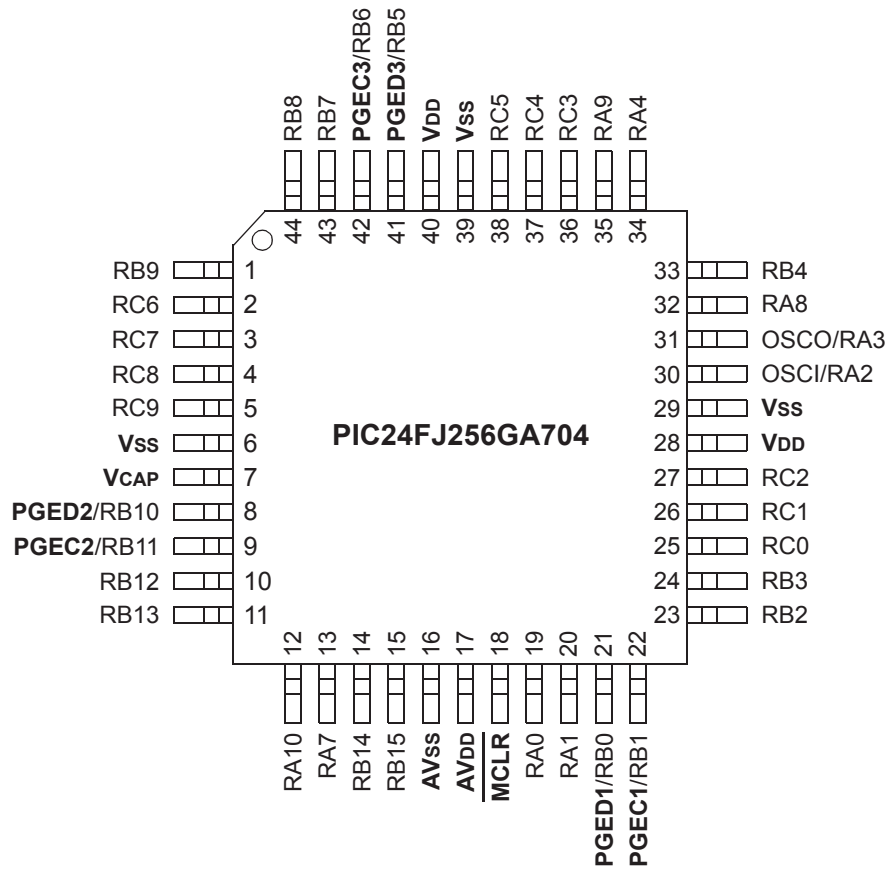 RB8
RB7
PGEC3/RB6
PGED3/RB5
VDD
VSS
RC5
RC4
RC3
RA9
RA4
44
43
42
41
40
39
38
37
36
35
34
RB9 1
RC6 2
RC7 3
RC8 4
RC9 5
VSS 6
VCAP 7
PGED2/RB10 8
PGEC2/RB11 9
RB12 10
RB13 11
PIC24FJ256GA704
33 RB4
32 RA8
31 OSCO/RA3
30 OSCI/RA2
29 VSS
28 VDD
27 RC2
26 RC1
25 RC0
24 RB3
23 RB2
12
13
14
15
16
17
18
19
20
21
22
RA10
RA7
RB14
RB15
AVSS
AVDD
MCLR
RA0
RA1
PGED1/RB0
PGEC1/RB1